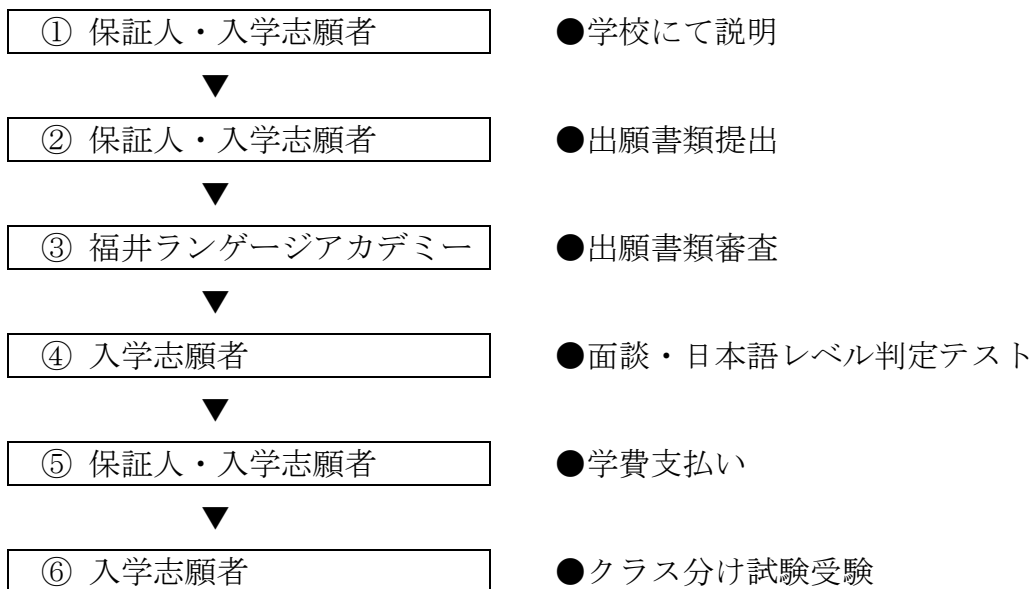 ① 保証人・入学志願者 ●学校にて説明
▼
② 保証人・入学志願者 ●出願書類提出
▼
③ 福井ランゲージアカデミー ●出願書類審査
▼
④ 入学志願者 ●面談・日本語レベル判定テスト
▼
⑤ 保証人・入学志願者 ●学費支払い
▼
⑥ 入学志願者 ●クラス分け試験受験